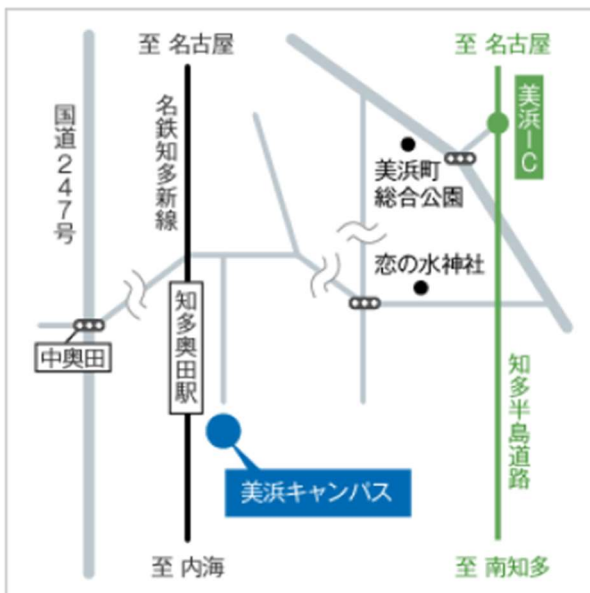 至 名古屋
至 名古屋
国道247号
名鉄知多新線
美浜IC
美浜町
総合公園
恋の水神社
中奥田
知多奥田駅
知多半島道路
美浜キャンパス
至 内海
至 南知多